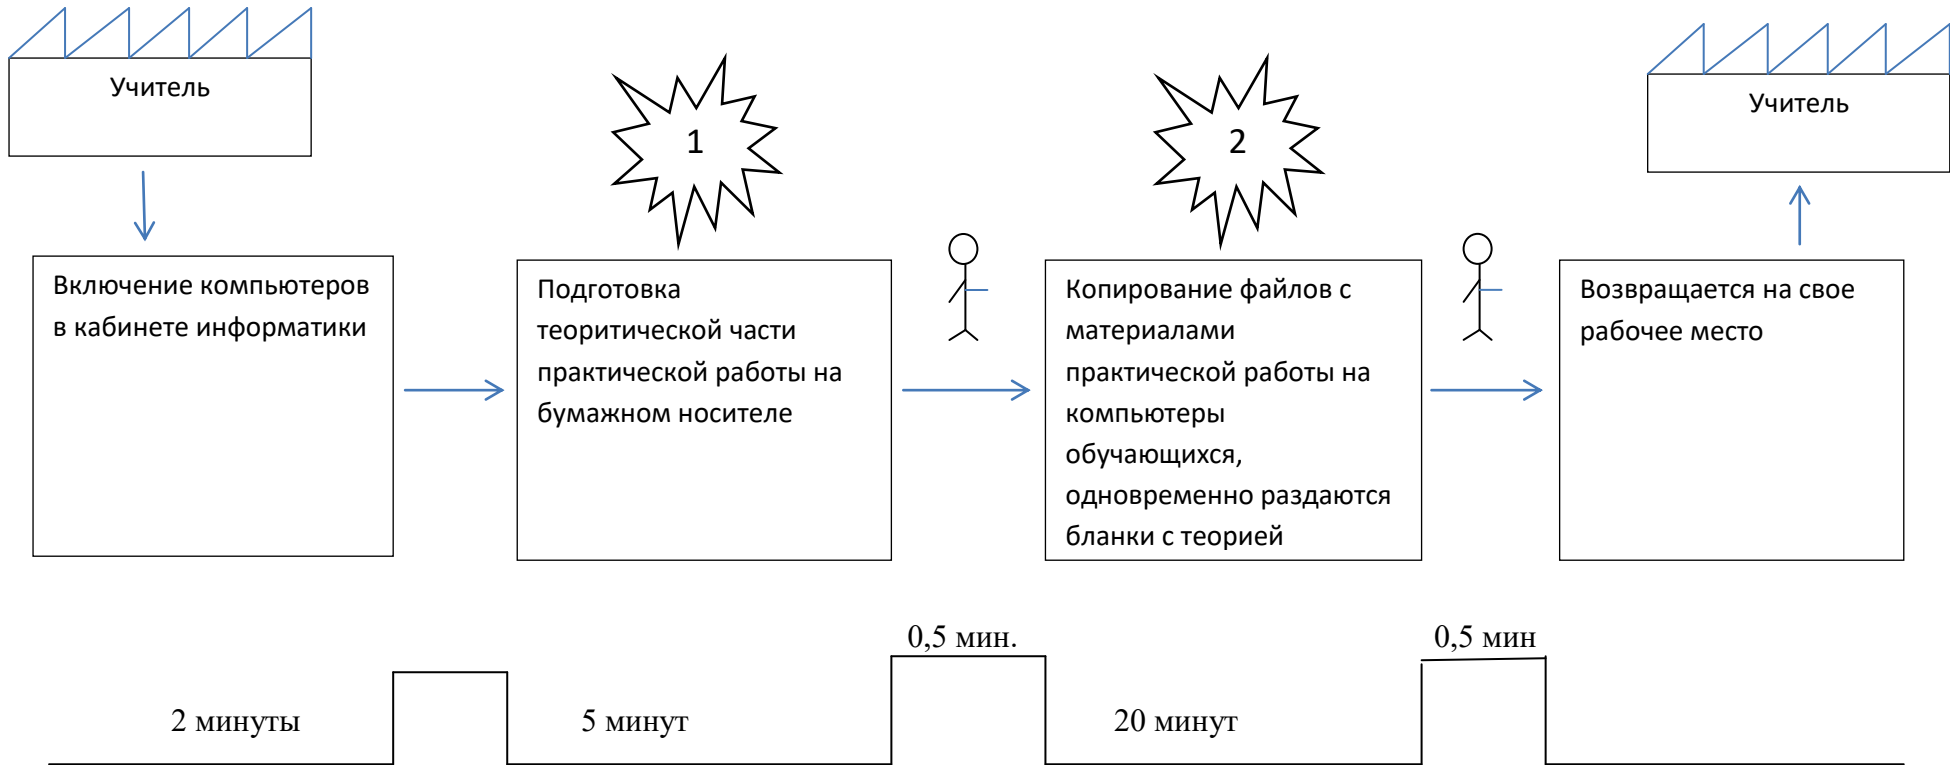 Учитель
1
2
Учитель
Включение компьютеров
в кабинете информатики
Подготовка
теоритической части
практической работы на
бумажном носителе
Копирование файлов с
материалами
практической работы на
компьютеры
обучающихся,
одновременно раздаются
бланки с теорией
Возвращается на свое
рабочее место
2 минуты
5 минут
0,5 мин.
20 минут
0,5 мин